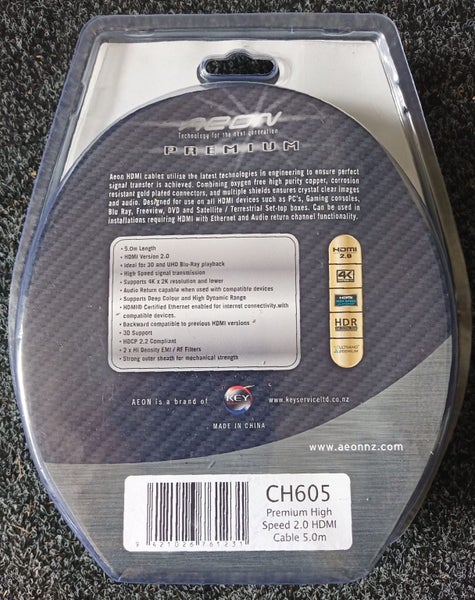 AEON
Technology for the next generation
PREMIUM
Aeon HDMI cables utilise the latest technologies in engineering to ensure perfect
signal transfer is achieved. Combining oxygen free high purity copper, corrosion
resistant gold plated connectors, and multiple shields ensures crystal clear images
and audio. Designed for use on all HDMI devices such as PC's, Gaming consoles,
Blu Ray, Freeview, DVD and Satellite / Terrestrial Set-top boxes. Can be used in
installations requiring HDMI with Ethernet and Audio return channel functionality.
• 5.0m Length
• HDMI Version 2.0
• Ideal for 3D and UHD Blu-Ray playback
• High Speed signal transmission
• Supports 4K x 2K resolution and lower
• Audio Return capable when used with compatible devices
• Supports Deep Colour and High Dynamic Range
• HDMI® Certified Ethernet enabled for internet connectivity with
compatible devices.
• Backward compatible to previous HDMI versions
• 3D Support
• HDCP 2.2 Compliant
• 2 x Hi Density EMI / RF Filters
• Strong outer sheath for mechanical strength
HDMI
2.0
4K
HDMI
HDR
AEON is a brand of
KEY
www.keyserviceltd.co.nz
MADE IN CHINA
www.aeonnz.com
CH605
Premium High
Speed 2.0 HDMI
Cable 5.0m
9 421026 761231